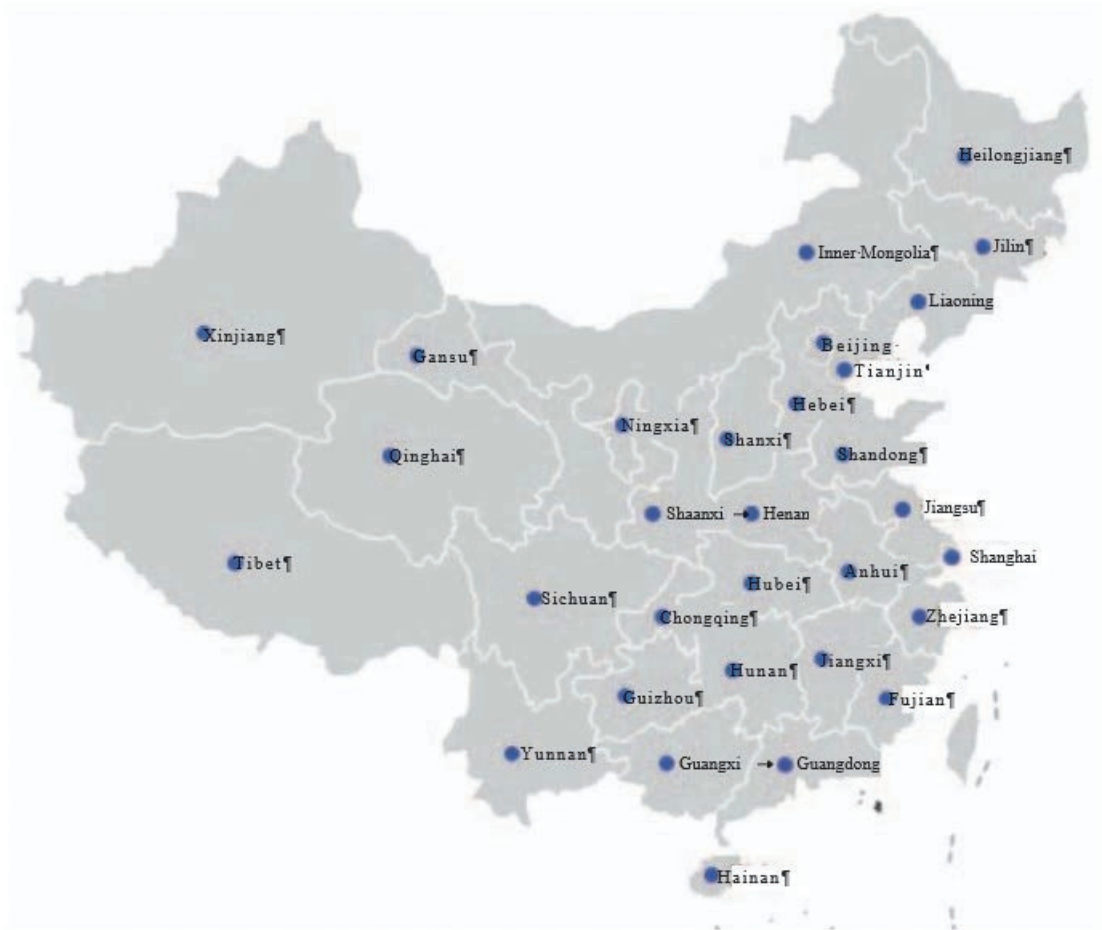 Heilongjiang¶
Jilin¶
Inner·Mongolia¶
Liaoning
Xinjiang¶
Beijing·
Gansu¶
Tianjin¶
Hebei¶
Ningxia¶
Shanxi¶
Qinghai¶
Shandong¶
Jiangsu¶
Shaanxi → Henan
Shanghai
Tibet¶
Anhui¶
Hubei¶
Sichuan¶
Chongqing¶
Zhejiang¶
Jiangxi¶
Hunan¶
Guizhou¶
Fujian¶
Yunnan¶
Guangxi → Guangdong
Hainan¶